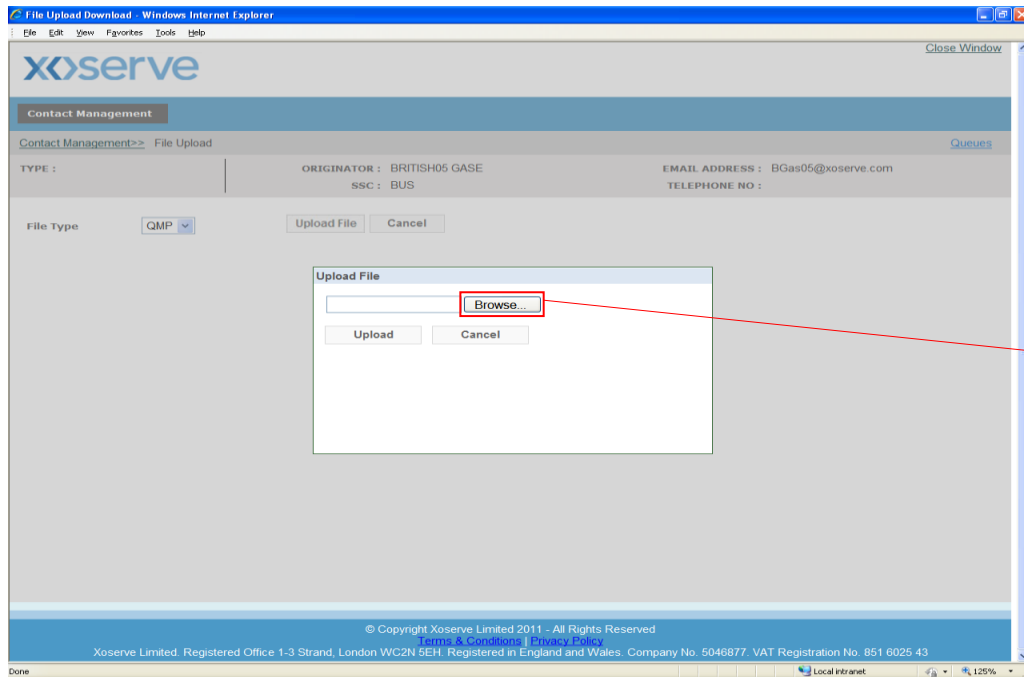 File Upload Download - Windows Internet Explorer
File Edit View Favorites Tools Help
Close Window
xoserve
Contact Management
Contact Management>> File Upload Queues
TYPE : ORIGINATOR : BRITISH05 GASE EMAIL ADDRESS : BGas05@xoserve.com
SSC : BUS TELEPHONE NO :
File Type QMP Upload File Cancel
Upload File
Browse...
Upload Cancel
© Copyright Xoserve Limited 2011 - All Rights Reserved
Terms & Conditions | Privacy Policy
Xoserve Limited. Registered Office 1-3 Strand, London WC2N 5EH. Registered in England and Wales. Company No. 5046877. VAT Registration No. 851 6025 43
Done Local intranet 125%